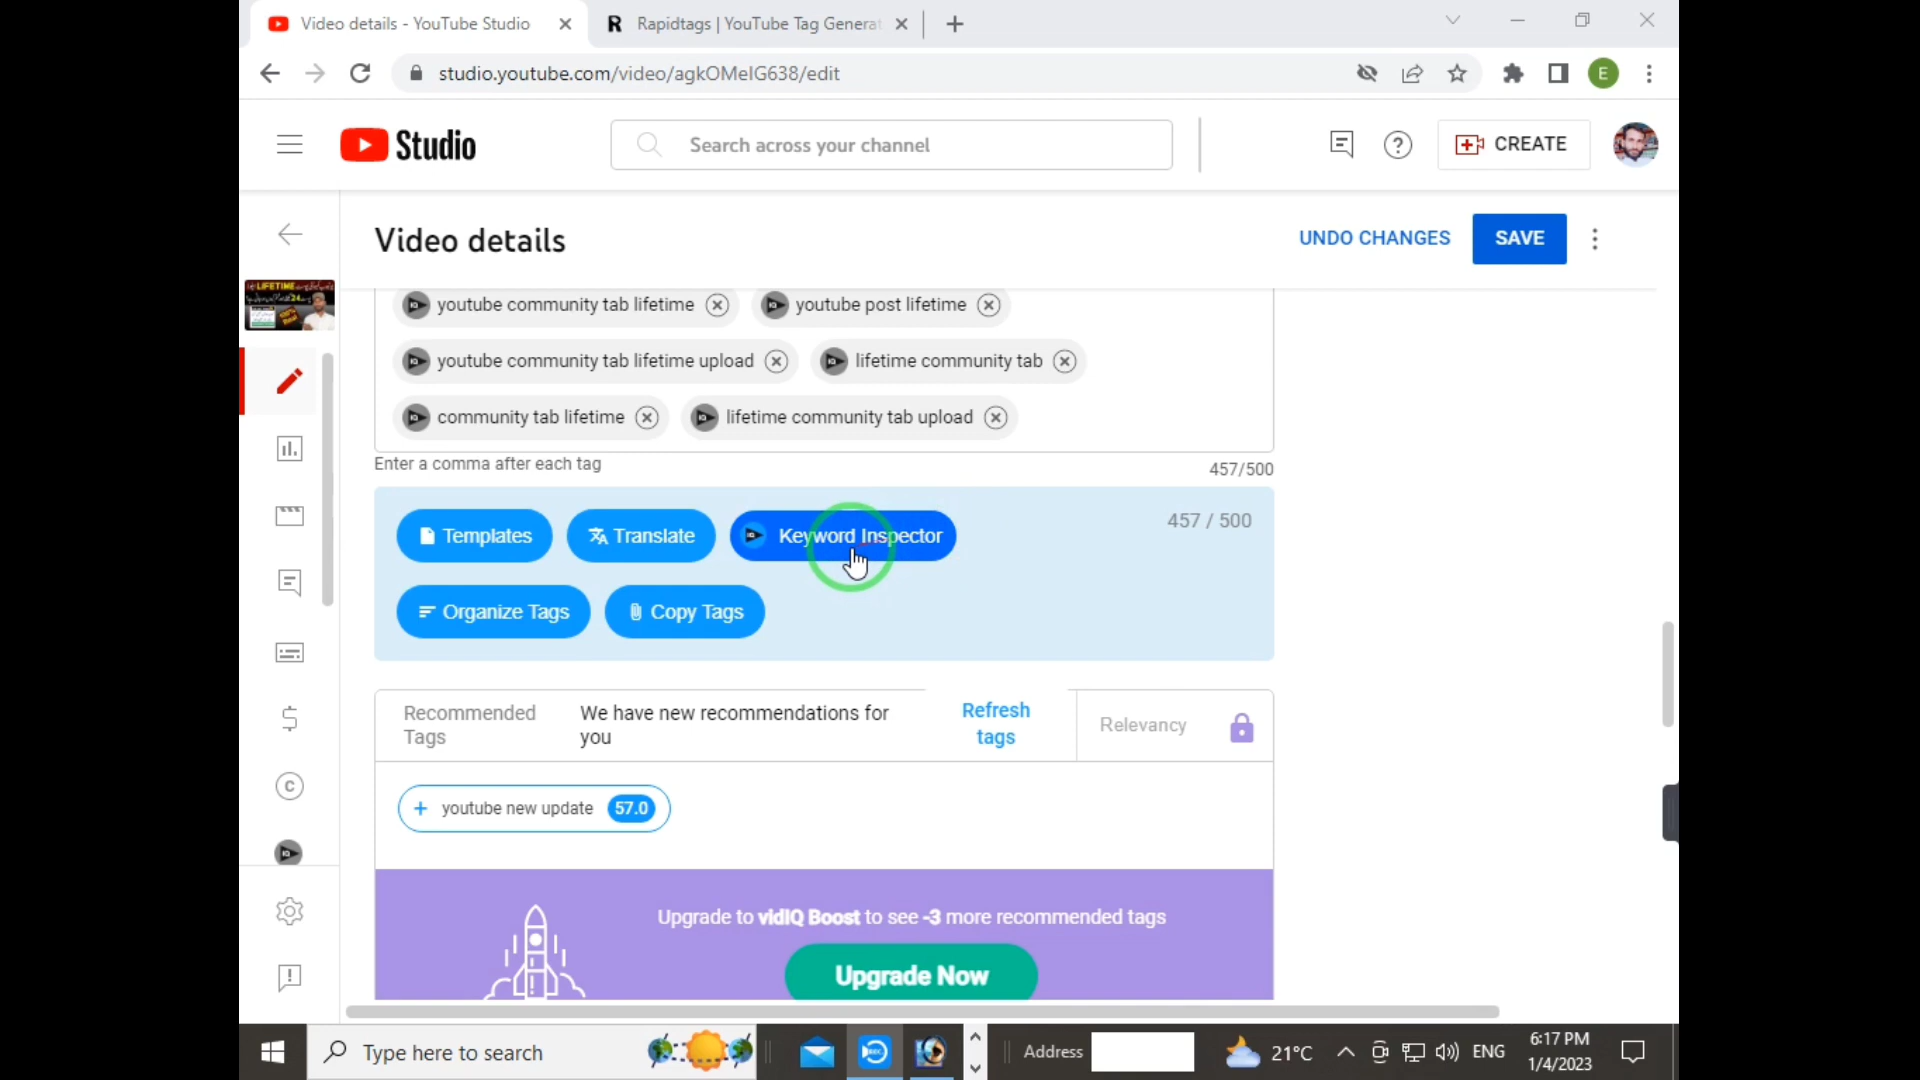 Video details - YouTube Studio
Rapidtags | YouTube Tag Generat
studio.youtube.com/video/agkOMeIG638/edit
E
Studio
Search across your channel
CREATE
Video details
UNDO CHANGES
SAVE
LIFETIME
24
youtube community tab lifetime
youtube post lifetime
youtube community tab lifetime upload
lifetime community tab
community tab lifetime
lifetime community tab upload
Enter a comma after each tag
457/500
Templates
Translate
Keyword Inspector
457 / 500
Organize Tags
Copy Tags
Recommended
Tags
We have new recommendations for
you
Refresh
tags
Relevancy
+ youtube new update 57.0
Upgrade to vidIQ Boost to see -3 more recommended tags
Upgrade Now
Type here to search
Address
21°C
ENG
6:17 PM
1/4/2023